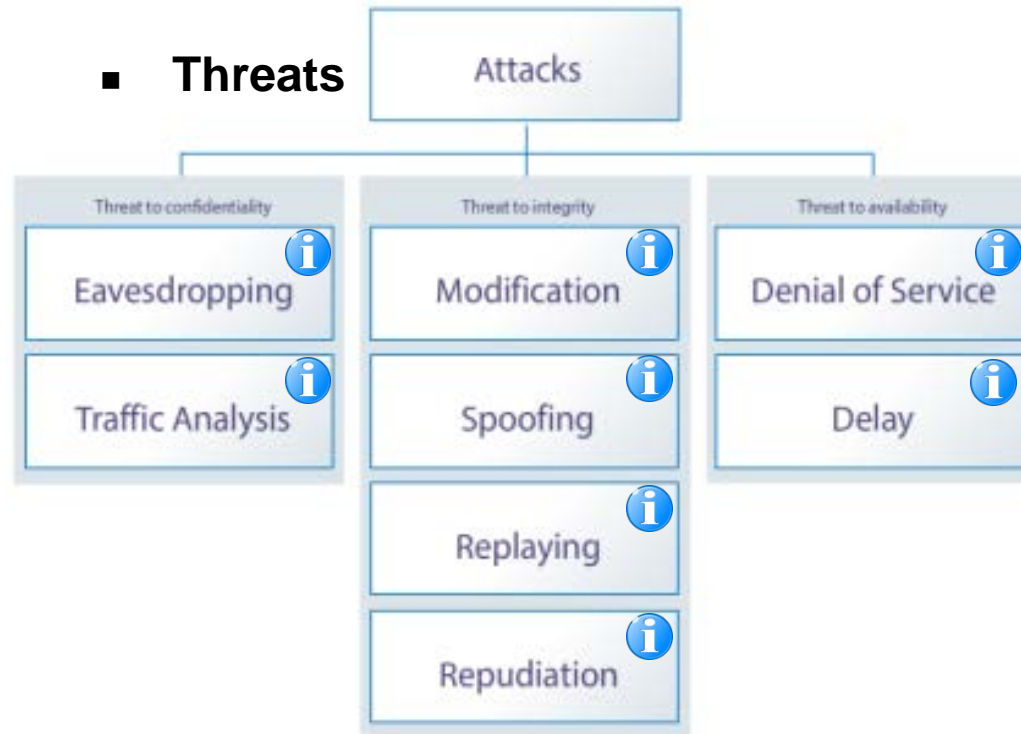 ■ Threats
Attacks
Threat to confidentiality
Eavesdropping
Traffic Analysis
Threat to integrity
Modification
Spoofing
Replaying
Repudiation
Threat to availability
Denial of Service
Delay